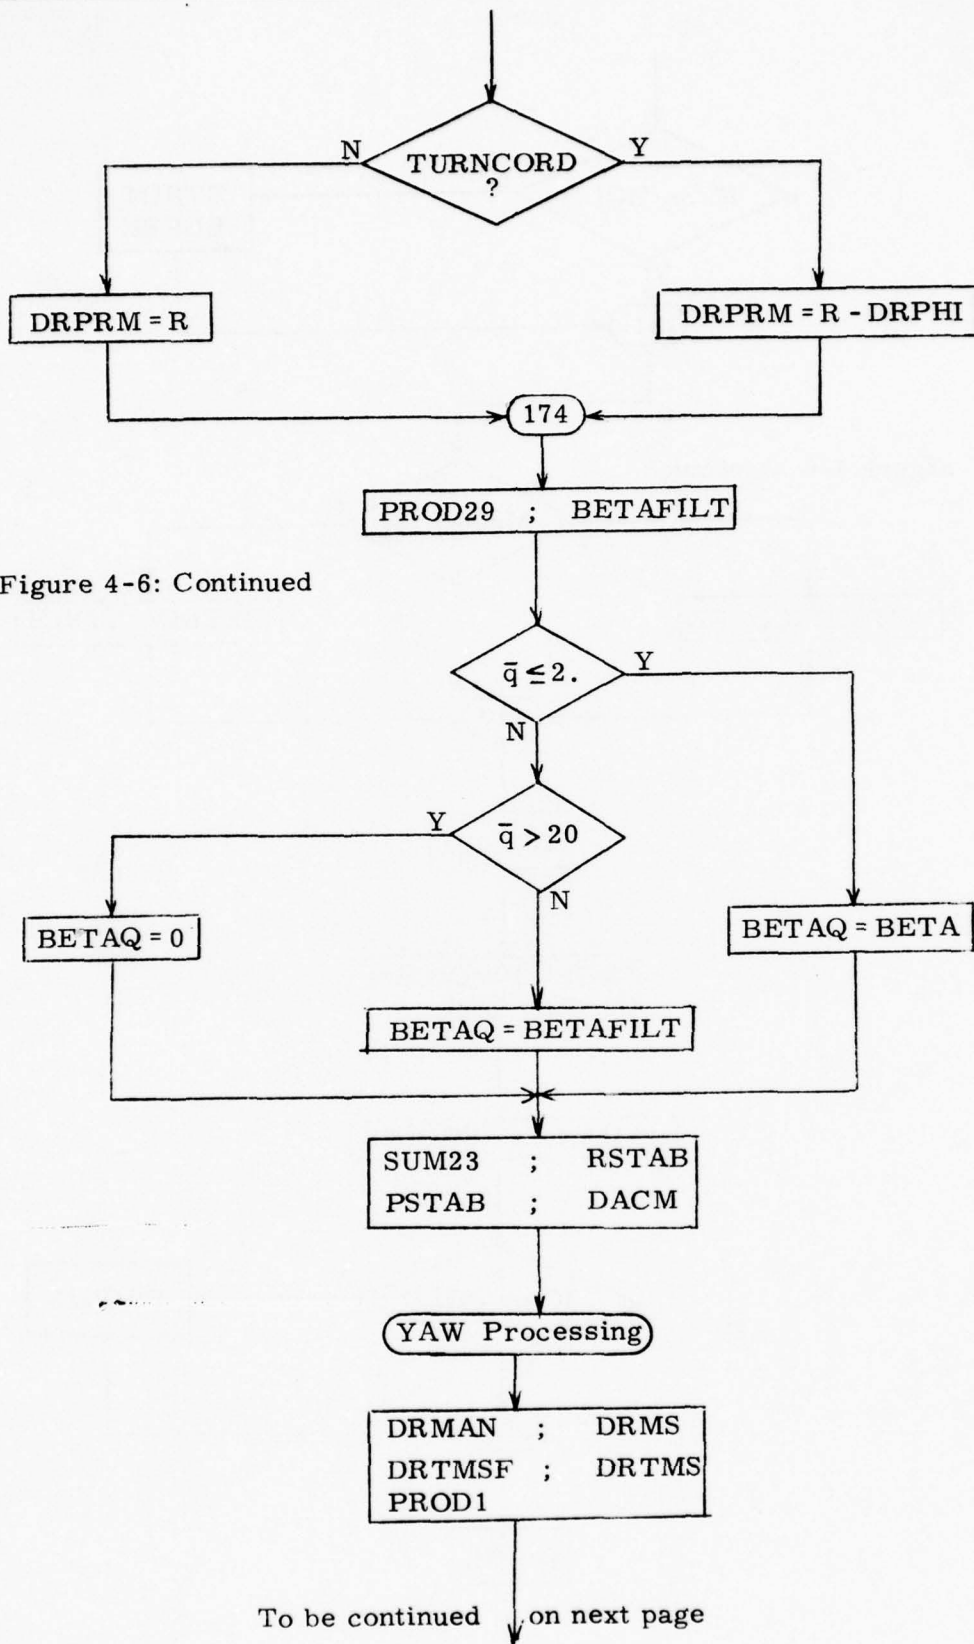 N
TURNCORD
?
Y
DRPRM = R
DRPRM = R - DRPHI
174
PROD29 ; BETAFILT
Figure 4-6: Continued
q̄ ≤ 2.
Y
N
Y
q̄ > 20
N
BETAQ = 0
BETAQ = BETA
BETAQ = BETAFILT
SUM23 ; RSTAB
PSTAB ; DACM
YAW Processing
DRMAN ; DRMS
DRTMSF ; DRTMS
PROD1
To be continued on next page